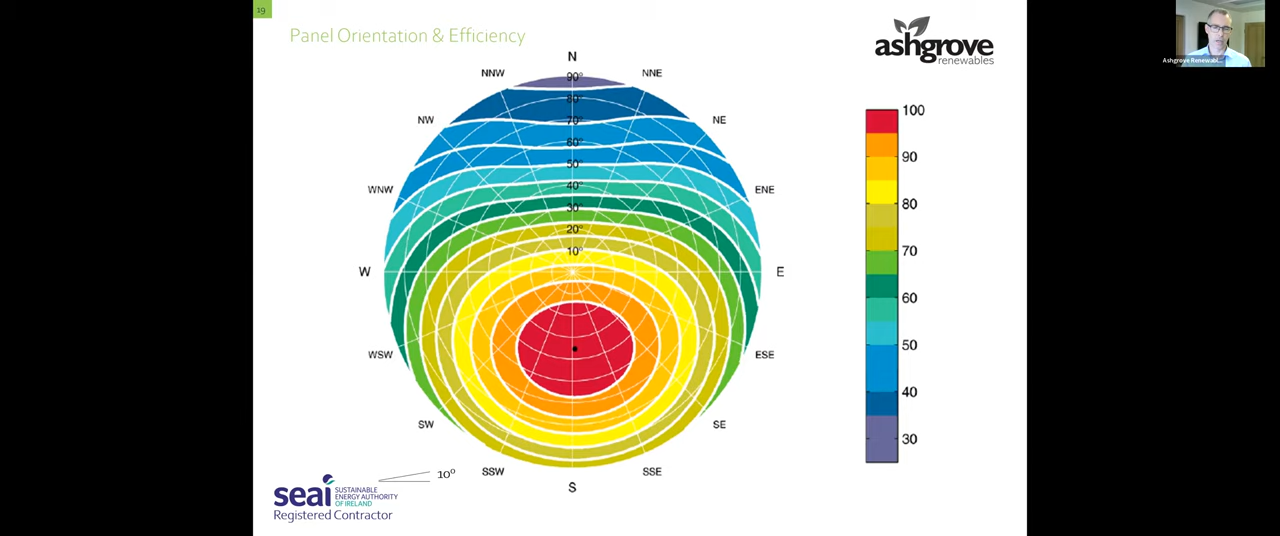 19
Panel Orientation & Efficiency
ashgrove
renewables
Ashgrove Renewabl...
N
NNW
NNE
NW
NE
WNW
ENE
W
E
WSW
ESE
SW
SE
SSW
SSE
S
90°
80°
70°
60°
50°
40°
30°
20°
10°
100
90
80
70
60
50
40
30
10°
seai SUSTAINABLE
ENERGY AUTHORITY
OF IRELAND
Registered Contractor